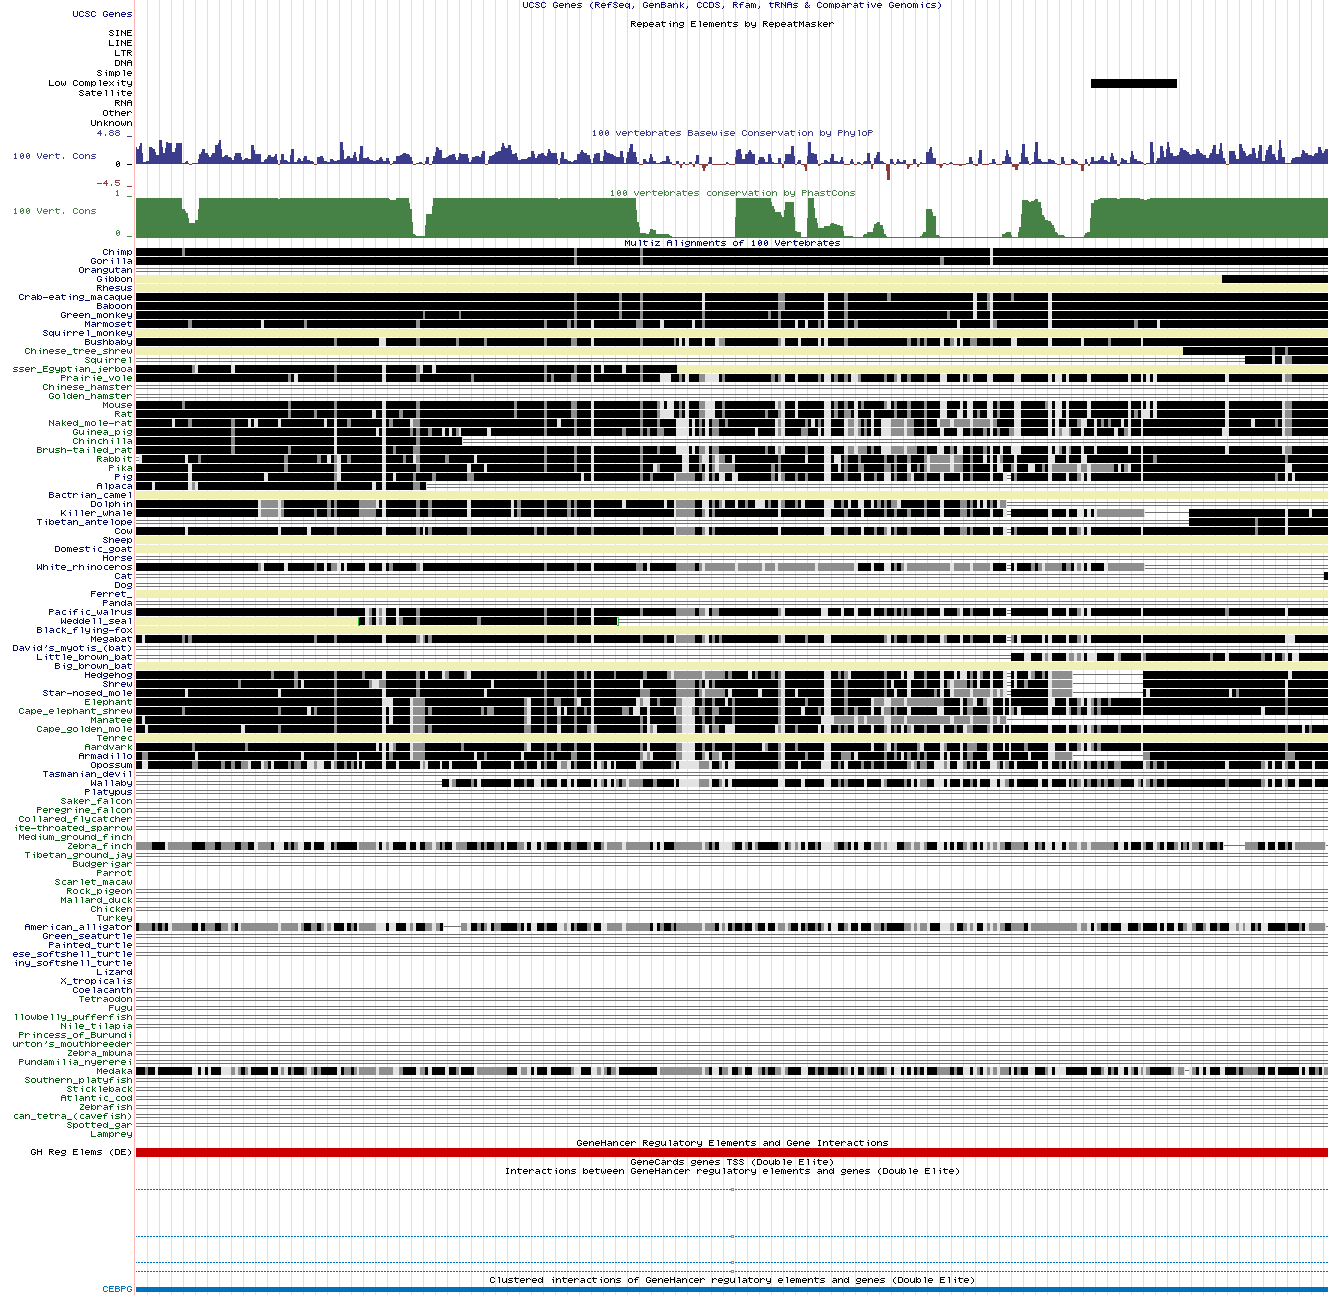 UCSC Genes (RefSeq, GenBank, CCDS, Rfam, tRNAs & Comparative Genomics)
UCSC Genes
Repeating Elements by RepeatMasker
SINE
LINE
LTR
DNA
Simple
Low Complexity
Satellite
RNA
Other
Unknown
4.88 _
100 vertebrates Basewise Conservation by PhyloP
100 Vert. Cons
0 _
-4.5 _
1 _
100 vertebrates conservation by PhastCons
100 Vert. Cons
0 _
Multiz Alignments of 100 Vertebrates
Chimp
Gorilla
Orangutan
Gibbon
Rhesus
Crab-eating_macaque
Baboon
Green_monkey
Marmoset
Squirrel_monkey
Bushbaby
Chinese_tree_shrew
Squirrel
sser_Egyptian_jerboa
Prairie_vole
Chinese_hamster
Golden_hamster
Mouse
Rat
Naked_mole-rat
Guinea_pig
Chinchilla
Brush-tailed_rat
Rabbit
Pika
Pig
Alpaca
Bactrian_camel
Dolphin
Killer_whale
Tibetan_antelope
Cow
Sheep
Domestic_goat
Horse
White_rhinoceros
Cat
Dog
Ferret_
Panda
Pacific_walrus
Weddell_seal
Black_flying-fox
Megabat
David's_myotis_(bat)
Little_brown_bat
Big_brown_bat
Hedgehog
Shrew
Star-nosed_mole
Elephant
Cape_elephant_shrew
Manatee
Cape_golden_mole
Tenrec
Aardvark
Armadillo
Opossum
Tasmanian_devil
Wallaby
Platypus
Saker_falcon
Peregrine_falcon
Collared_flycatcher
ite-throated_sparrow
Medium_ground_finch
Zebra_finch
Tibetan_ground_jay
Budgerigar
Parrot
Scarlet_macaw
Rock_pigeon
Mallard_duck
Chicken
Turkey
American_alligator
Green_seaturtle
Painted_turtle
ese_softshell_turtle
iny_softshell_turtle
Lizard
X_tropicalis
Coelacanth
Tetraodon
Fugu
llowbelly_pufferfish
Nile_tilapia
Princess_of_Burundi
urton's_mouthbreeder
Zebra_mbuna
Pundamilia_nyererei
Medaka
Southern_platyfish
Stickleback
Atlantic_cod
Zebrafish
can_tetra_(cavefish)
Spotted_gar
Lamprey
GeneHancer Regulatory Elements and Gene Interactions
GH Reg Elems (DE)
GeneCards genes TSS (Double Elite)
Interactions between GeneHancer regulatory elements and genes (Double Elite)
Clustered interactions of GeneHancer regulatory elements and genes (Double Elite)
CEBPG